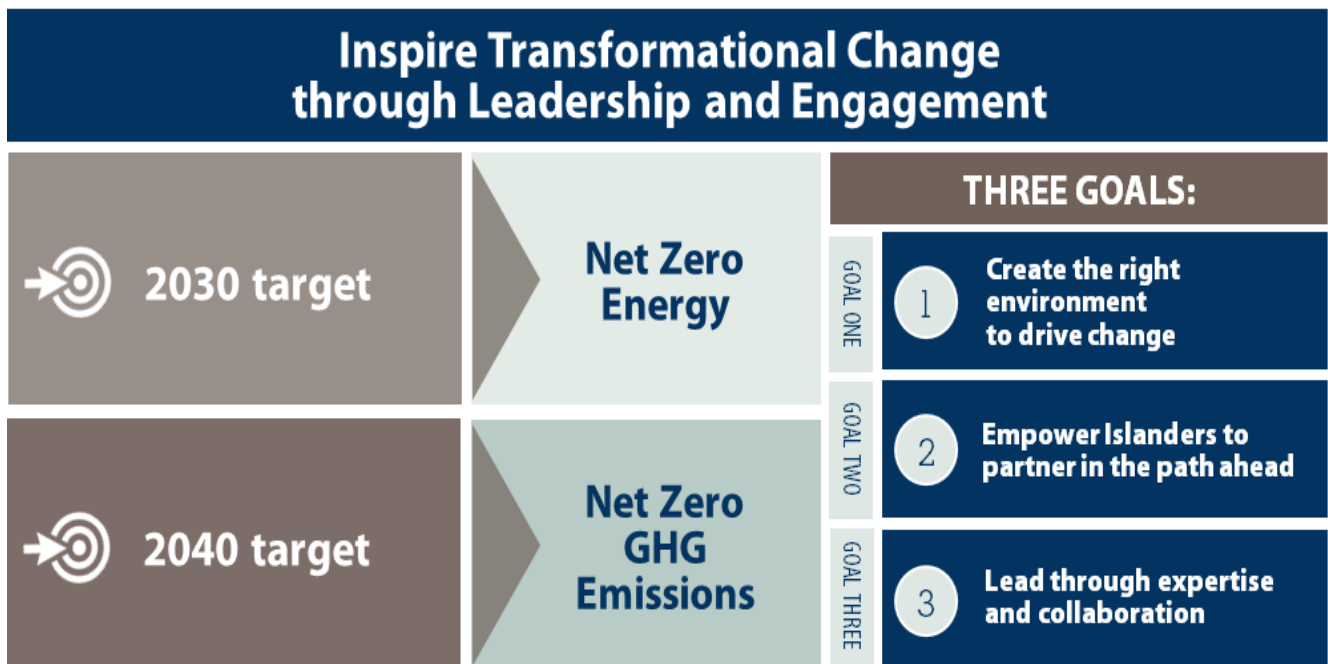 Inspire Transformational Change
through Leadership and Engagement
2030 target
Net Zero
Energy
2040 target
Net Zero
GHG
Emissions
THREE GOALS:
GOAL ONE
1
Create the right
environment
to drive change
GOAL TWO
2
Empower Islanders to
partner in the path ahead
GOAL THREE
3
Lead through expertise
and collaboration